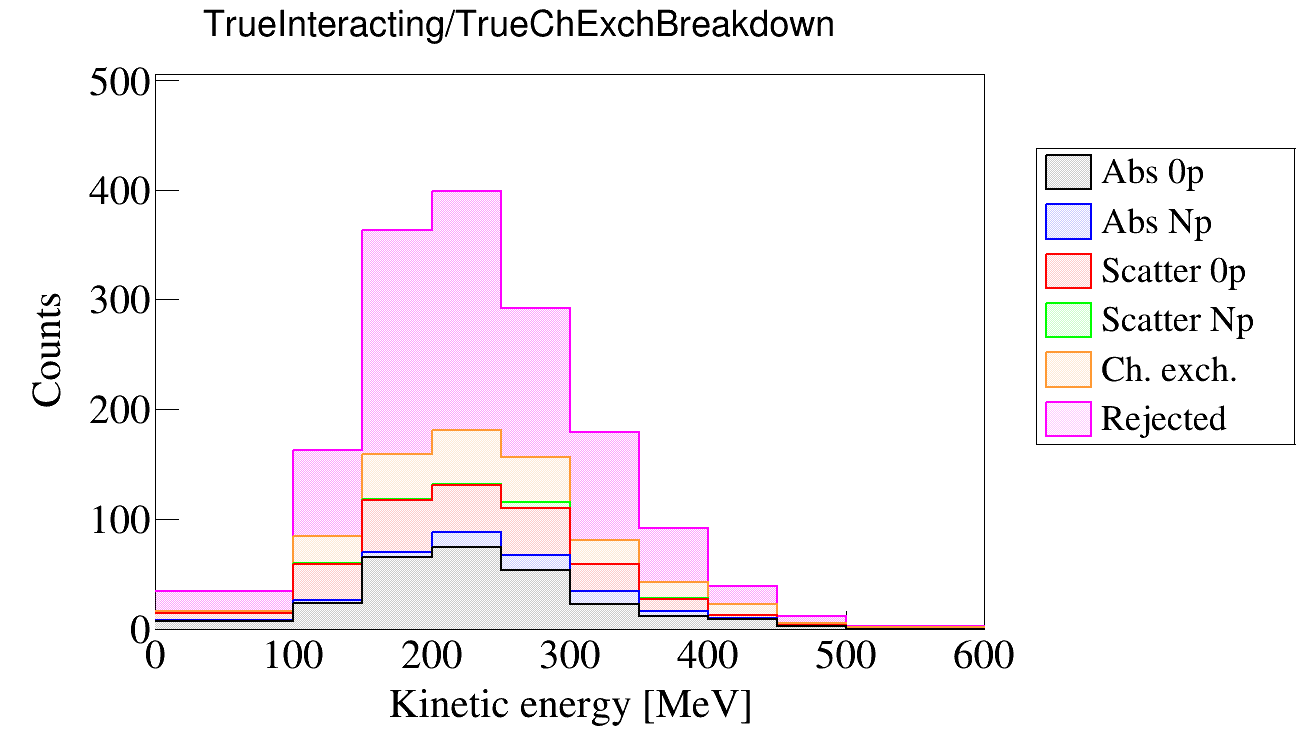 TrueInteracting/TrueChExchBreakdown
500
400
300
200
100
0
Counts
0 100 200 300 400 500 600
Kinetic energy [MeV]
Abs 0p
Abs Np
Scatter 0p
Scatter Np
Ch. exch.
Rejected